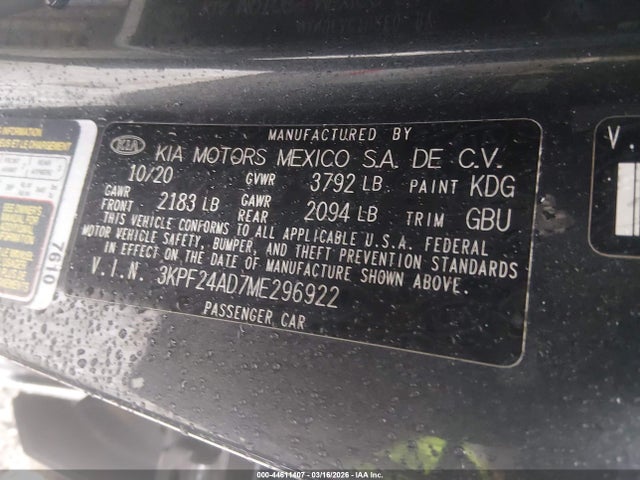 INFORMATION
7610
KIA
MANUFACTURED BY
KIA MOTORS MEXICO S.A. DE C.V.
10/20 GVWR 3792 LB PAINT KDG
GAWR FRONT 2183 LB GAWR REAR 2094 LB TRIM GBU
THIS VEHICLE CONFORMS TO ALL APPLICABLE U.S.A. FEDERAL
MOTOR VEHICLE SAFETY, BUMPER, AND THEFT PREVENTION STANDARDS
IN EFFECT ON THE DATE OF MANUFACTURE SHOWN ABOVE.
V.I.N. 3KPF24AD7ME296922
PASSENGER CAR
V.
000-44611407 - 03/16/2026 - IAAI.COM